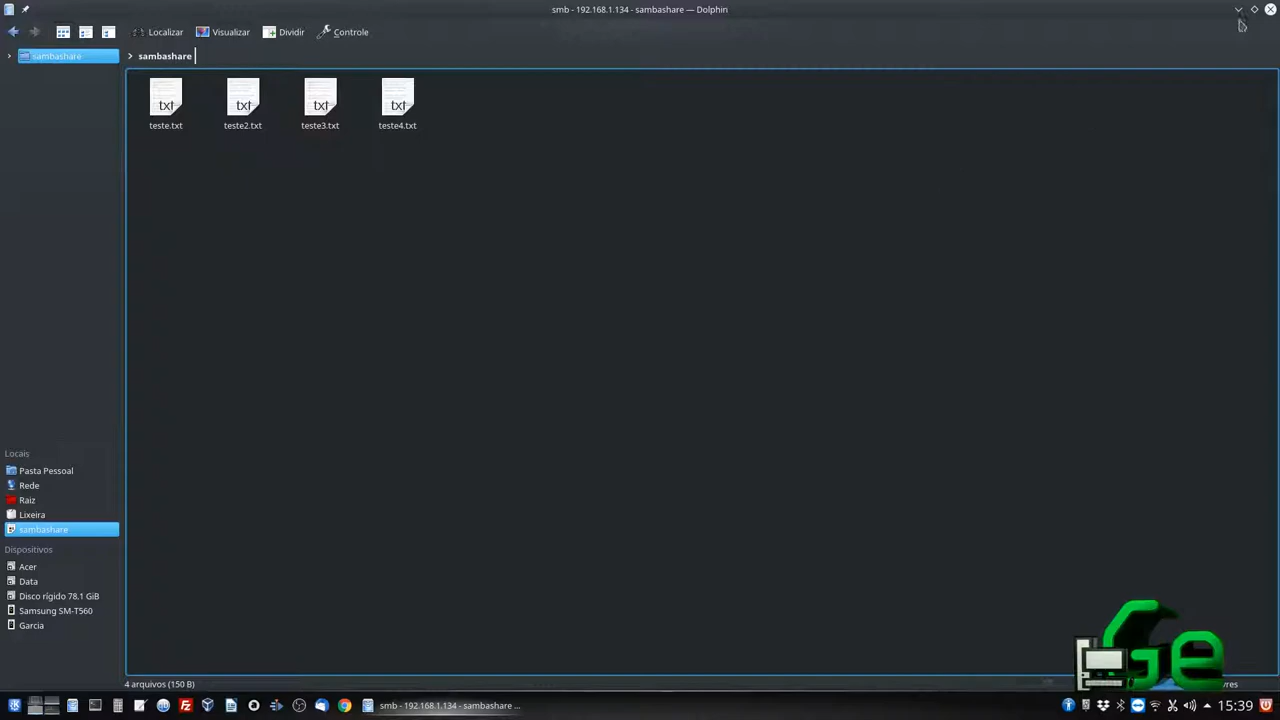 smb - 192.168.1.134 - sambashare — Dolphin
Localizar
Visualizar
Dividir
Controle
sambashare
sambashare
txt
txt
txt
txt
teste.txt
teste2.txt
teste3.txt
teste4.txt
Locais
Pasta Pessoal
Rede
Raiz
Lixeira
sambashare
Dispositivos
Acer
Data
Disco rígido 78,1 GiB
Samsung SM-T560
Garcia
Ge
4 arquivos (150 B)
vres
smb - 192.168.1.134 - sambashare ...
15:39